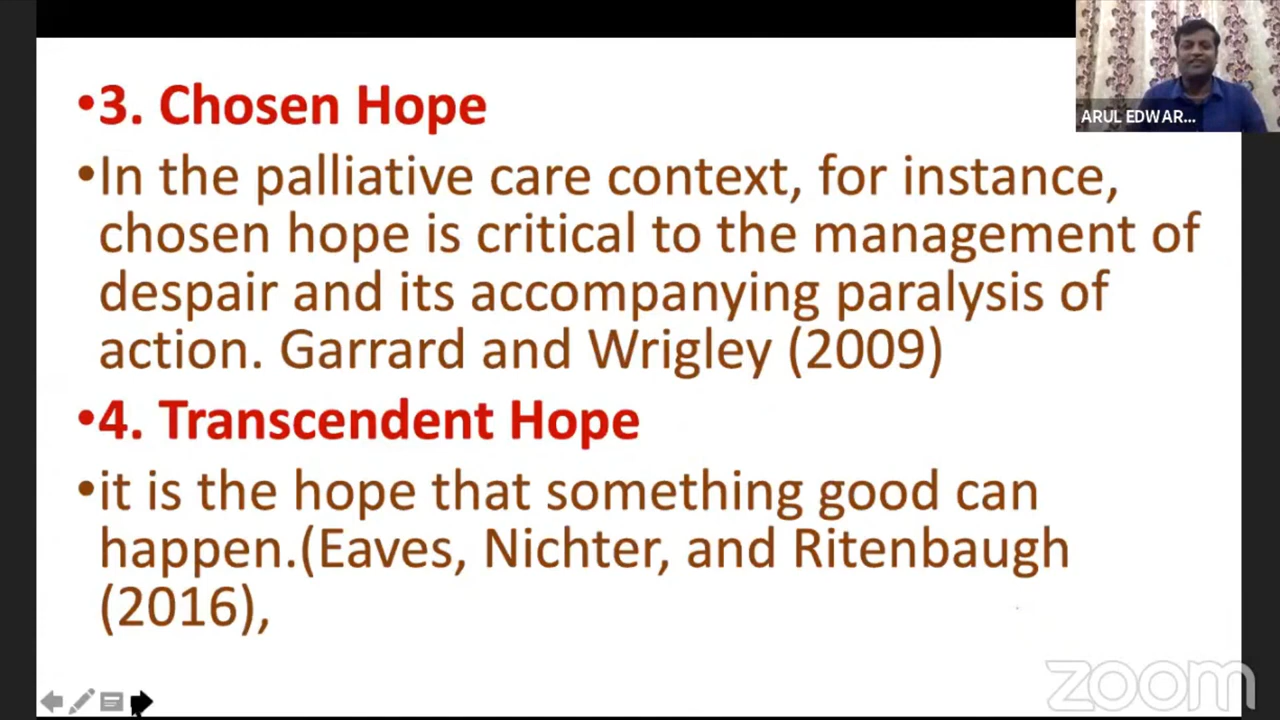 •3. Chosen Hope
•In the palliative care context, for instance,
chosen hope is critical to the management of
despair and its accompanying paralysis of
action. Garrard and Wrigley (2009)
•4. Transcendent Hope
•it is the hope that something good can
happen.(Eaves, Nichter, and Ritenbaugh
(2016),
ARUL EDWAR...
zoom